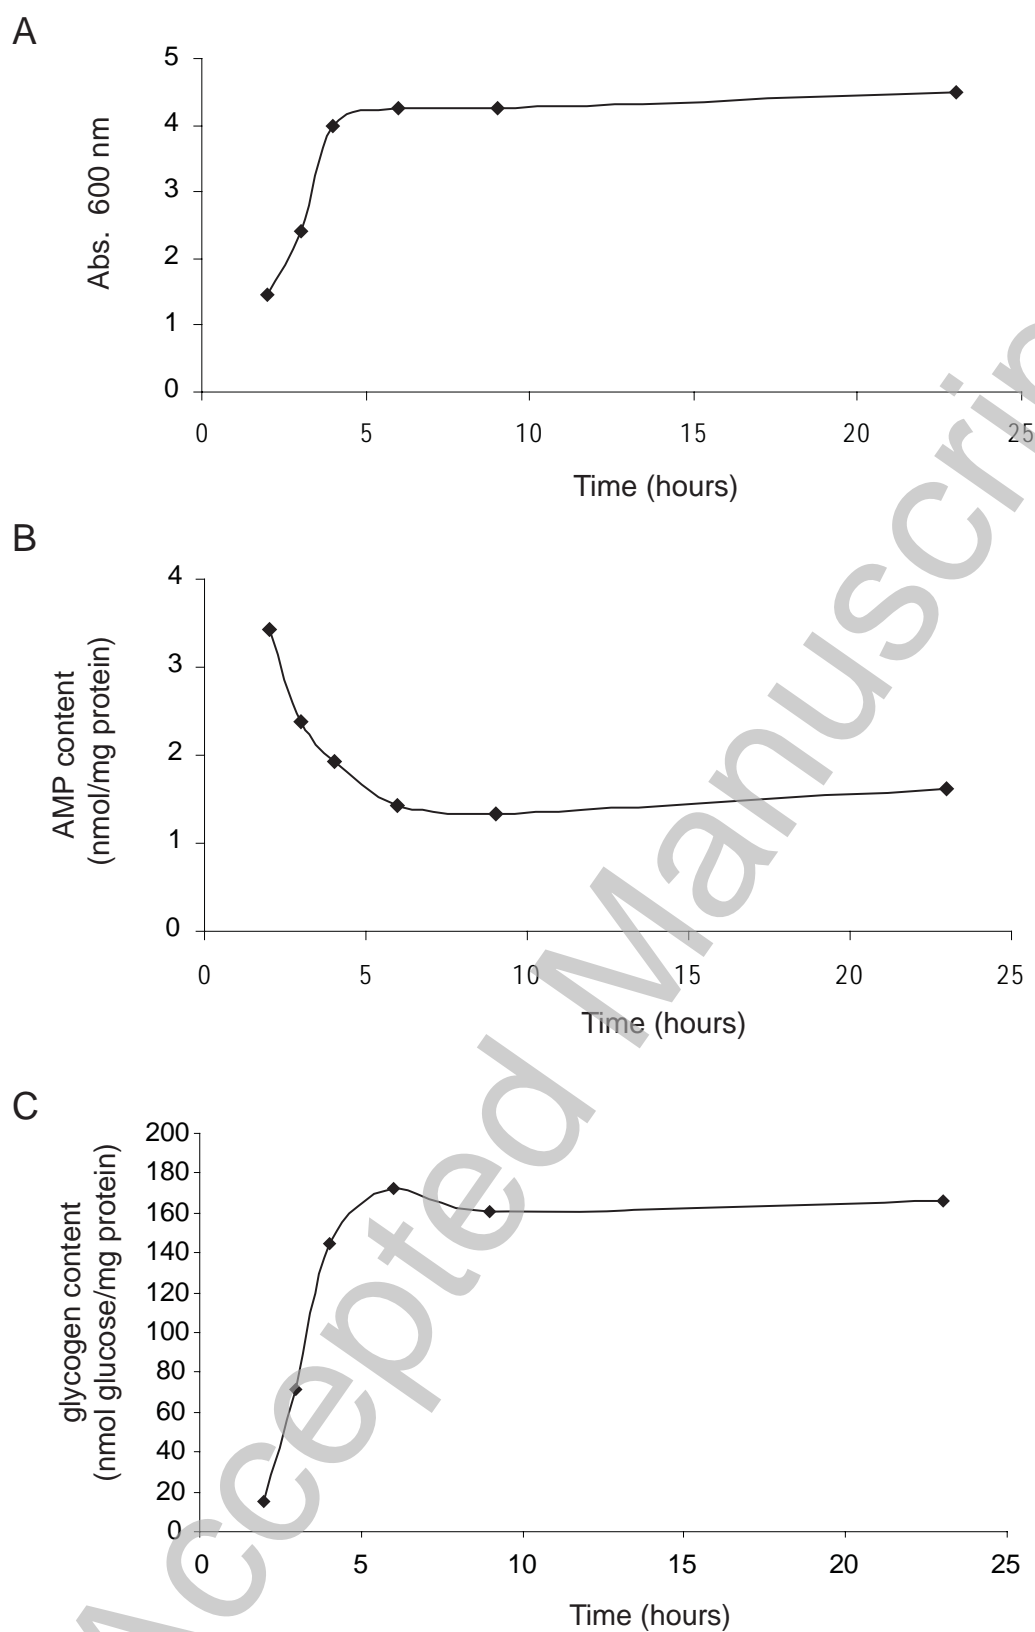 A
5
4
3
2
1
0
Abs. 600 nm
0 5 10 15 20 25
Time (hours)
B
4
3
2
1
0
AMP content
(nmol/mg protein)
0 5 10 15 20 25
Time (hours)
C
200
180
160
140
120
100
80
60
40
20
0
glycogen content
(nmol glucose/mg protein)
0 5 10 15 20 25
Time (hours)
Accepted Manuscrip